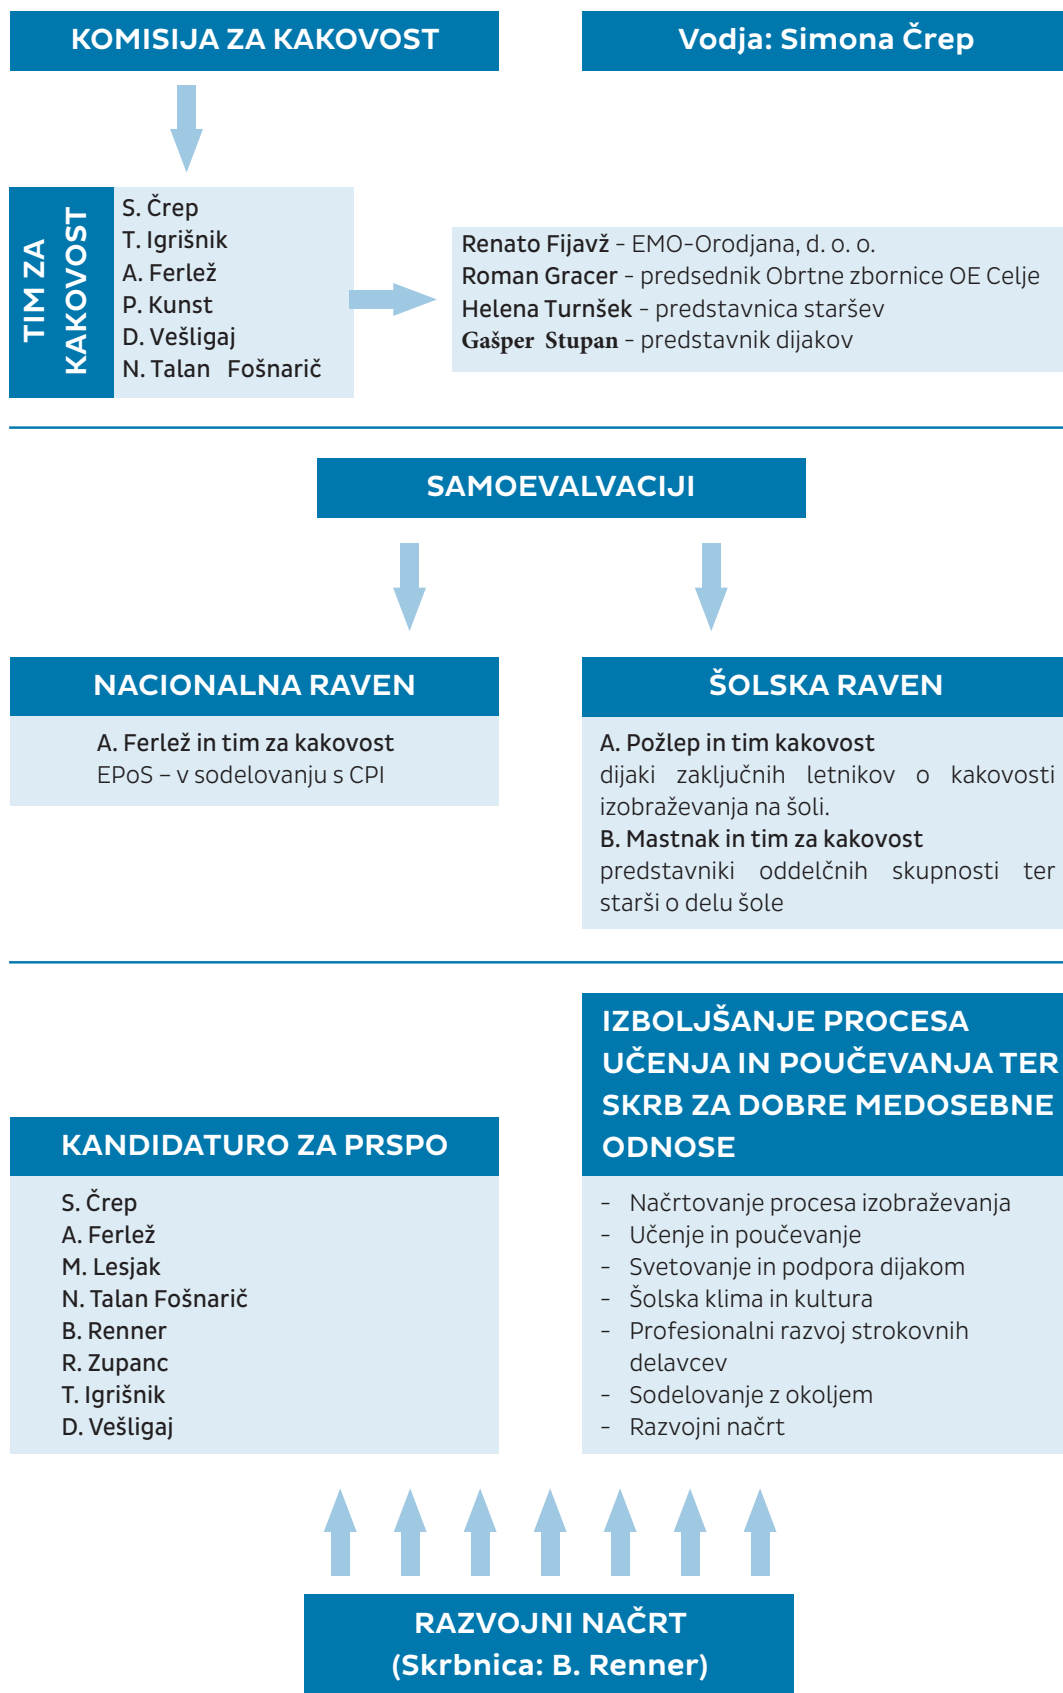 KOMISIJA ZA KAKOVOST
Vodja: Simona Črep
TIM ZA
KAKOVOST
S. Črep
T. Igrišnik
A. Ferlež
P. Kunst
D. Vešligaj
N. Talan Fošnarič
Renato Fijavž - EMO-Orodjana, d. o. o.
Roman Gracer - predsednik Obrtne zbornice OE Celje
Helena Turnšek - predstavnica staršev
Gašper Stupan - predstavnik dijakov
SAMOEVALVACIJI
NACIONALNA RAVEN
A. Ferlež in tim za kakovost
EPoS – v sodelovanju s CPI
ŠOLSKA RAVEN
A. Požlep in tim kakovost
dijaki zaključnih letnikov o kakovosti
izobraževanja na šoli.
B. Mastnak in tim za kakovost
predstavniki oddelčnih skupnosti ter
starši o delu šole
KANDIDATURO ZA PRSPO
S. Črep
A. Ferlež
M. Lesjak
N. Talan Fošnarič
B. Renner
R. Zupanc
T. Igrišnik
D. Vešligaj
IZBOLJŠANJE PROCESA
UČENJA IN POUČEVANJA TER
SKRB ZA DOBRE MEDOSEBNE
ODNOSE
- Načrtovanje procesa izobraževanja
- Učenje in poučevanje
- Svetovanje in podpora dijakom
- Šolska klima in kultura
- Profesionalni razvoj strokovnih
delavcev
- Sodelovanje z okoljem
- Razvojni načrt
RAZVOJNI NAČRT
(Skrbnica: B. Renner)